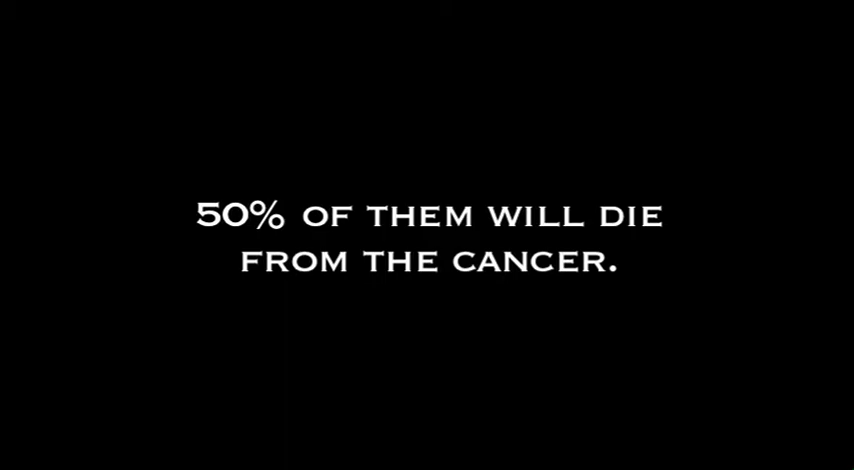 50% OF THEM WILL DIE
FROM THE CANCER.